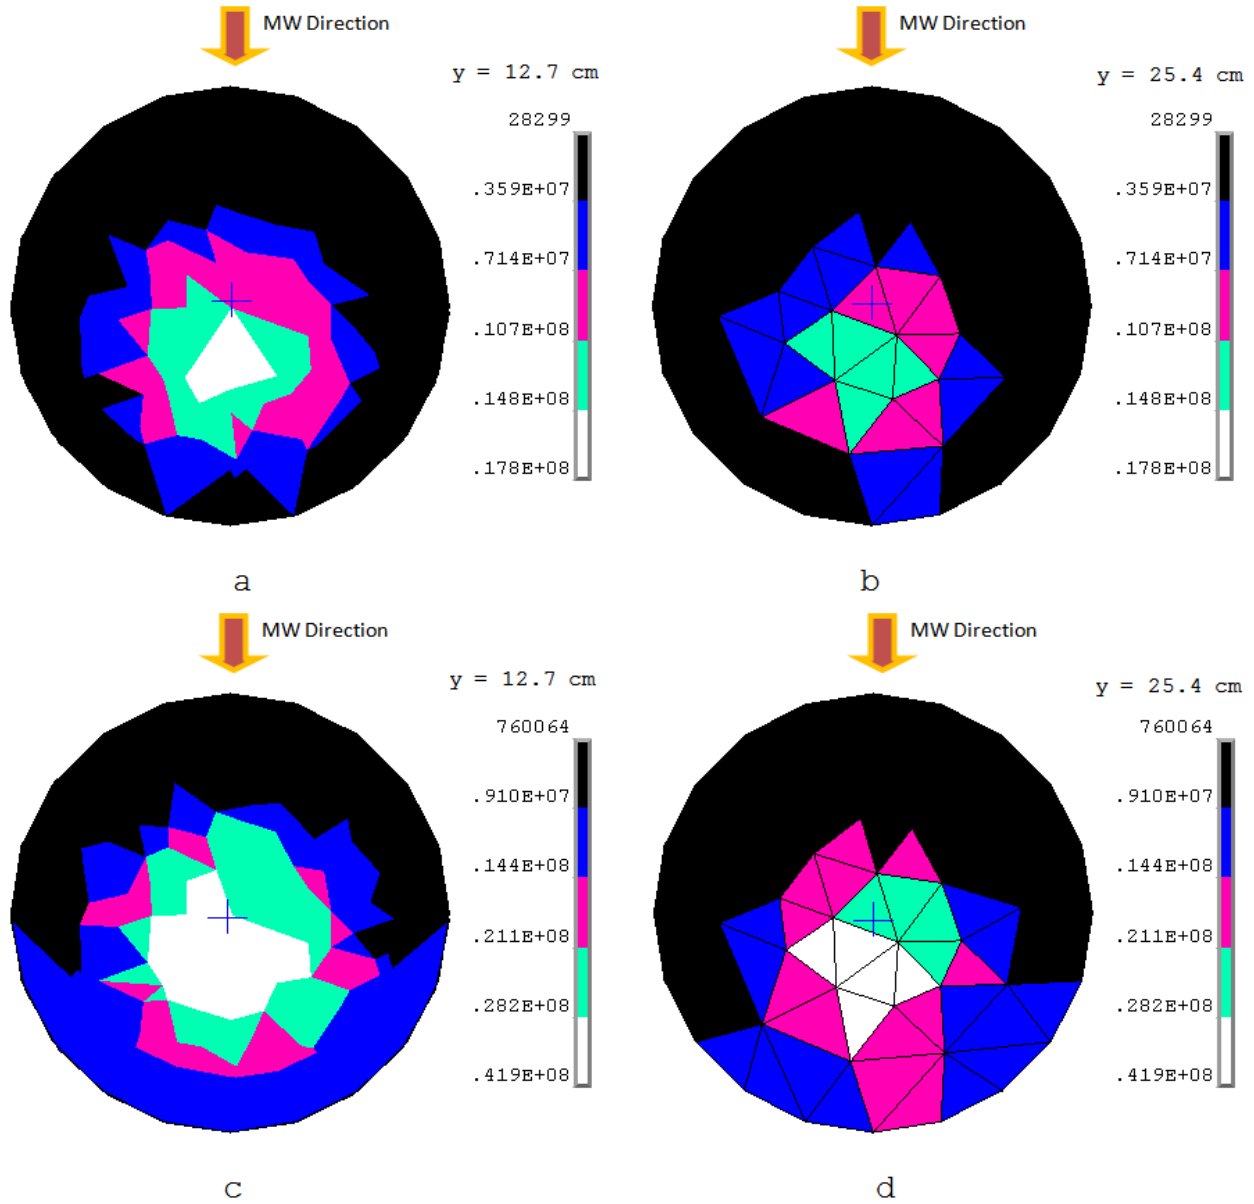 MW Direction
y = 12.7 cm
28299
.359E+07
.714E+07
.107E+08
.148E+08
.178E+08
a
MW Direction
y = 25.4 cm
28299
.359E+07
.714E+07
.107E+08
.148E+08
.178E+08
b
MW Direction
y = 12.7 cm
760064
.910E+07
.144E+08
.211E+08
.282E+08
.419E+08
c
MW Direction
y = 25.4 cm
760064
.910E+07
.144E+08
.211E+08
.282E+08
.419E+08
d